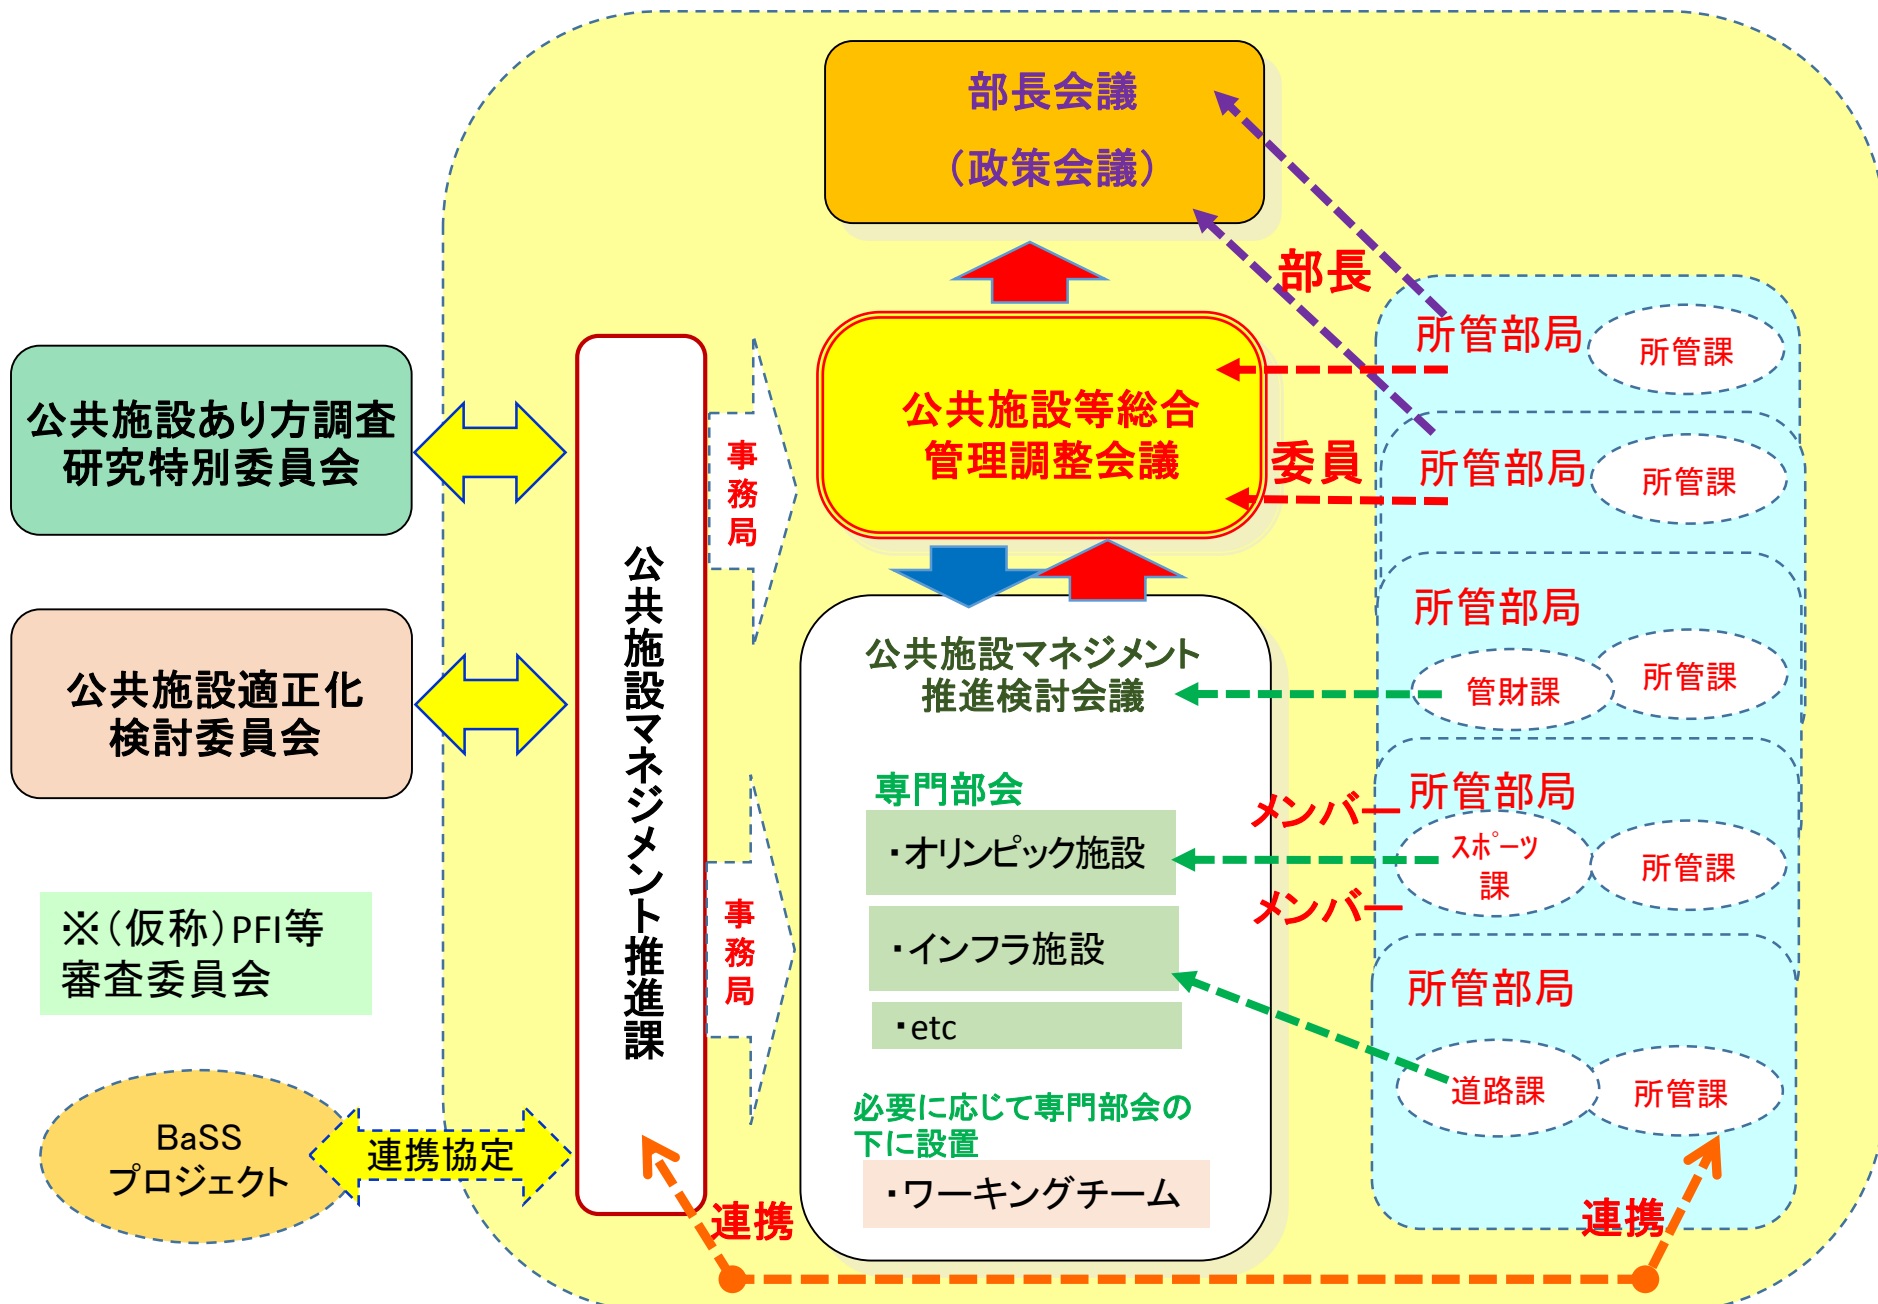 部長会議
（政策会議）
部長
公共施設等総合
管理調整会議
委員
公共施設あり方調査
研究特別委員会
公共施設適正化
検討委員会
※（仮称）PFI等
審査委員会
BaSS
プロジェクト
連携協定
公共施設マネジメント推進課
事務局
事務局
公共施設マネジメント
推進検討会議
専門部会
・オリンピック施設
・インフラ施設
・etc
必要に応じて専門部会の
下に設置
・ワーキングチーム
メンバー
メンバー
所管部局
所管課
所管部局
所管課
所管部局
管財課
所管課
所管部局
ｽﾎﾟｰﾂ
課
所管課
所管部局
道路課
所管課
連携
連携